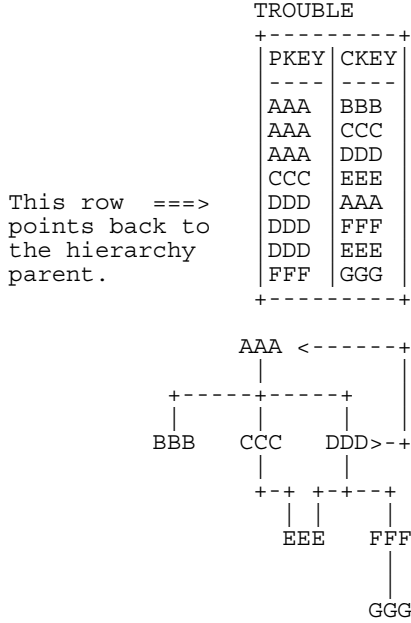 TROUBLE
+---------+
|PKEY|CKEY|
|----|----|
|AAA |BBB |
|AAA |CCC |
|AAA |DDD |
|CCC |EEE |
This row ===> |DDD |AAA |
points back to |DDD |FFF |
the hierarchy |DDD |EEE |
parent. |FFF |GGG |
+---------+
AAA <------+
| |
+-----+-----+ |
| | | |
BBB CCC DDD>-+
| |
+-+ +-+--+
| | |
EEE FFF
|
GGG